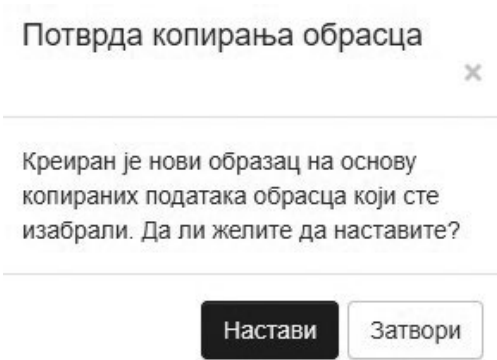 Потврда копирања обрасца
×
Креиран је нови образац на основу
копираних података обрасца који сте
изабрали. Да ли желите да наставите?
Настави Затвори